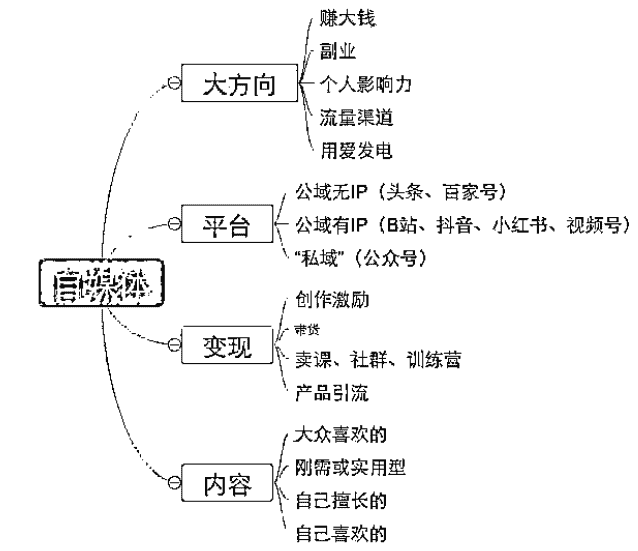 自媒体
大方向
赚大钱
副业
个人影响力
流量渠道
用爱发电
平台
公域无IP（头条、百家号）
公域有IP（B站、抖音、小红书、视频号）
“私域”（公众号）
变现
创作激励
带货
卖课、社群、训练营
产品引流
内容
大众喜欢的
刚需或实用型
自己擅长的
自己喜欢的